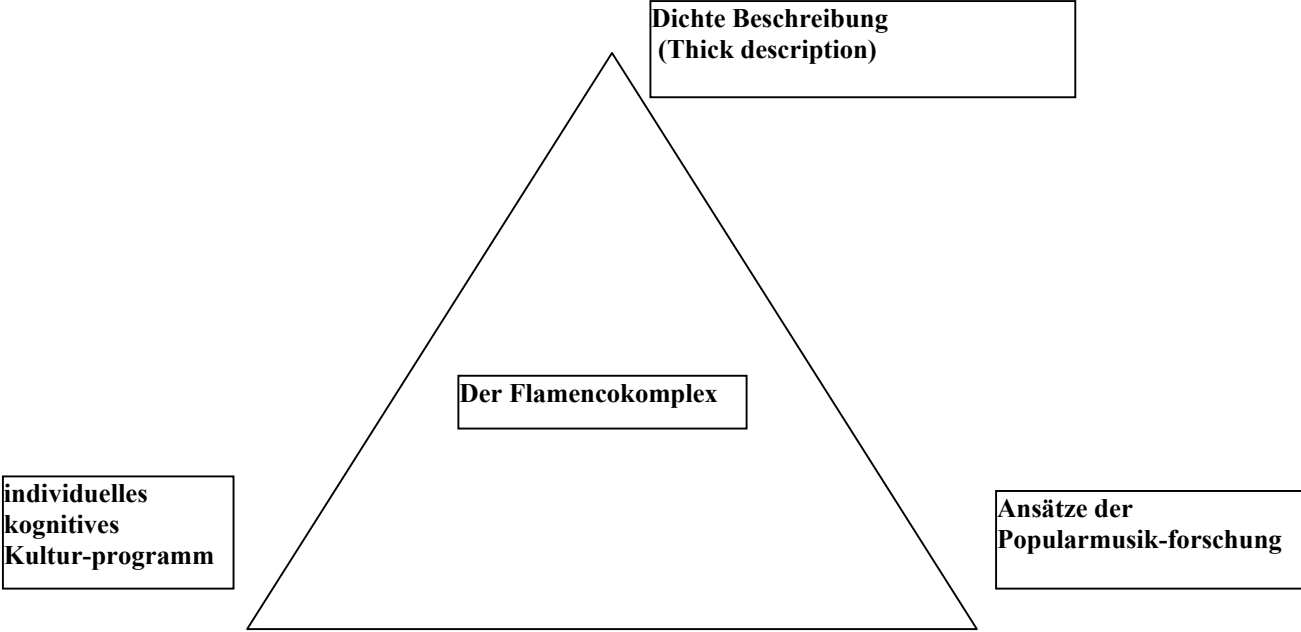 Dichte Beschreibung
(Thick description)
Der Flamencokomplex
individuelles
kognitives
Kultur-programm
Ansätze der
Popularmusik-forschung